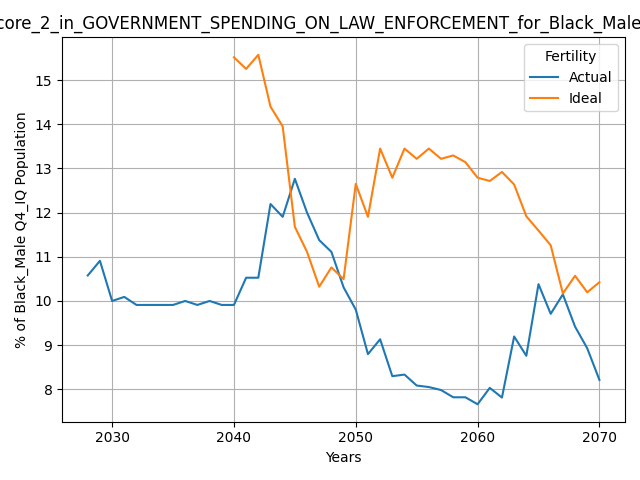 core_2_in_GOVERNMENT_SPENDING_ON_LAW_ENFORCEMENT_for_Black_Male
Fertility
Actual
Ideal
% of Black_Male Q4_IQ Population
15
14
13
12
11
10
9
8
2030 2040 2050 2060 2070
Years